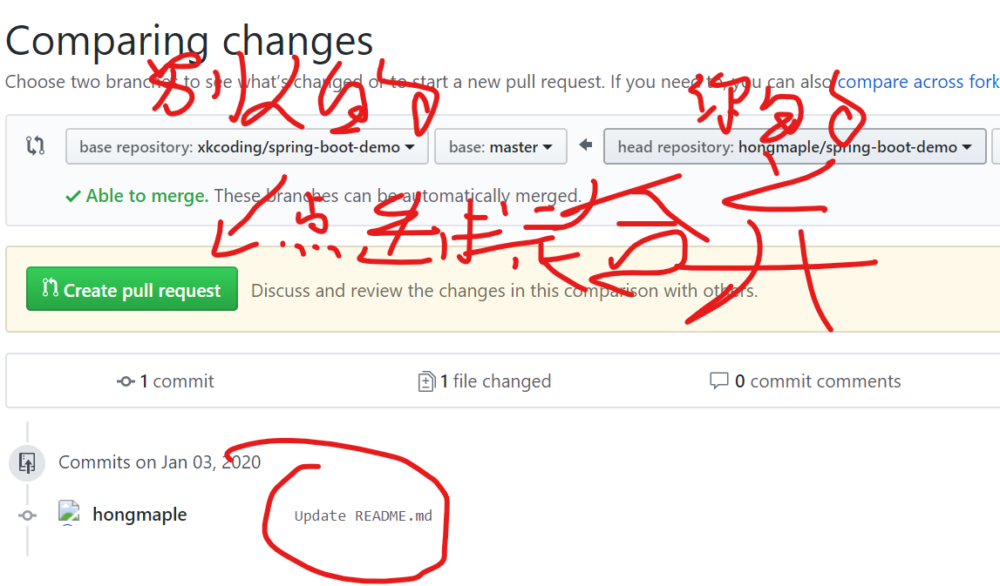 Comparing changes
Choose two branches to see what's changed or to start a new pull request. If you need to, you can also compare across fork
别人的
我的
base repository: xkcoding/spring-boot-demo
base: master
head repository: hongmaple/spring-boot-demo
Able to merge. These branches can be automatically merged.
点击请求合并
Create pull request
Discuss and review the changes in this comparison with others.
1 commit
1 file changed
0 commit comments
Commits on Jan 03, 2020
hongmaple
Update README.md